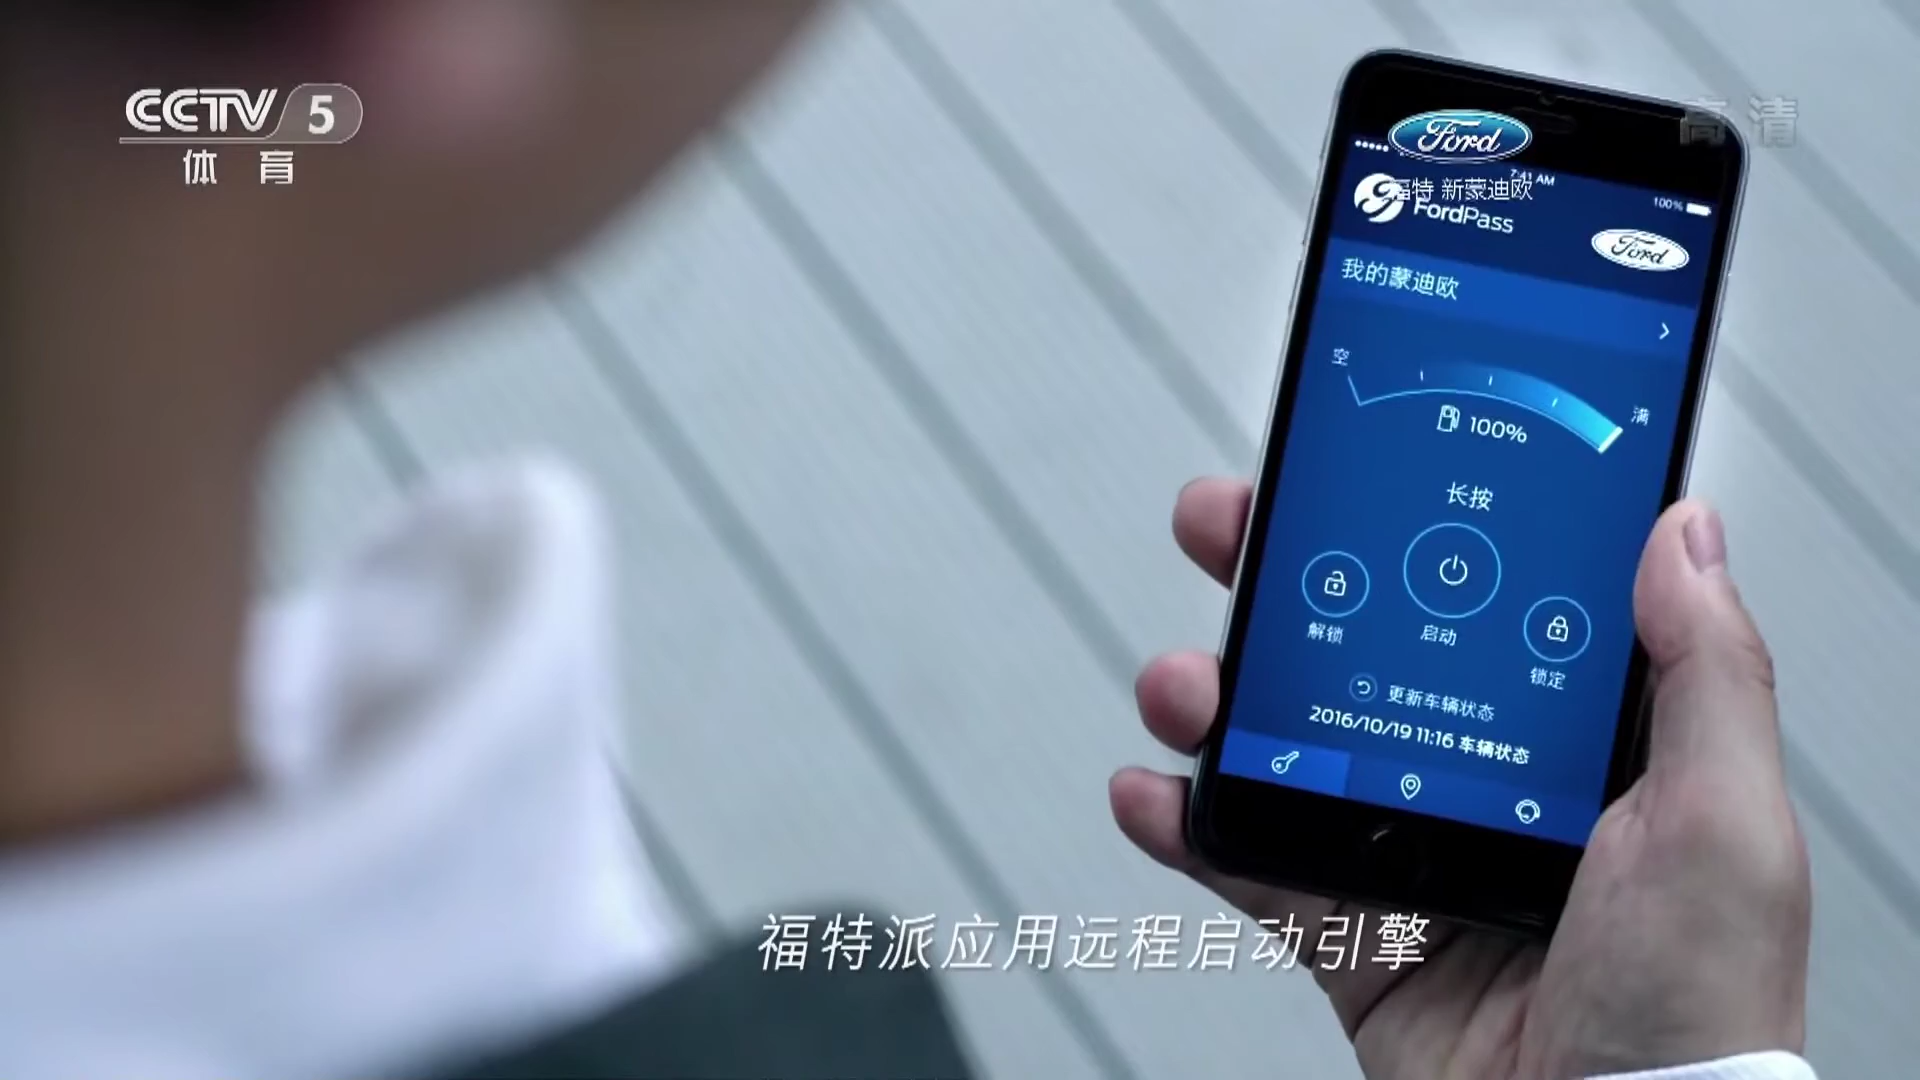 CCTV 5
体育
高清
Ford
福特 新蒙迪欧
7:41 AM
100%
FordPass
Ford
我的蒙迪欧
空
满
100%
长按
解锁
启动
锁定
更新车辆状态
2016/10/19 11:16 车辆状态
福特派应用远程启动引擎